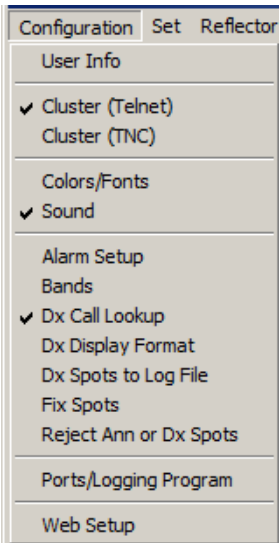 Configuration Set Reflector
User Info
Cluster (Telnet)
Cluster (TNC)
Colors/Fonts
Sound
Alarm Setup
Bands
Dx Call Lookup
Dx Display Format
Dx Spots to Log File
Fix Spots
Reject Ann or Dx Spots
Ports/Logging Program
Web Setup